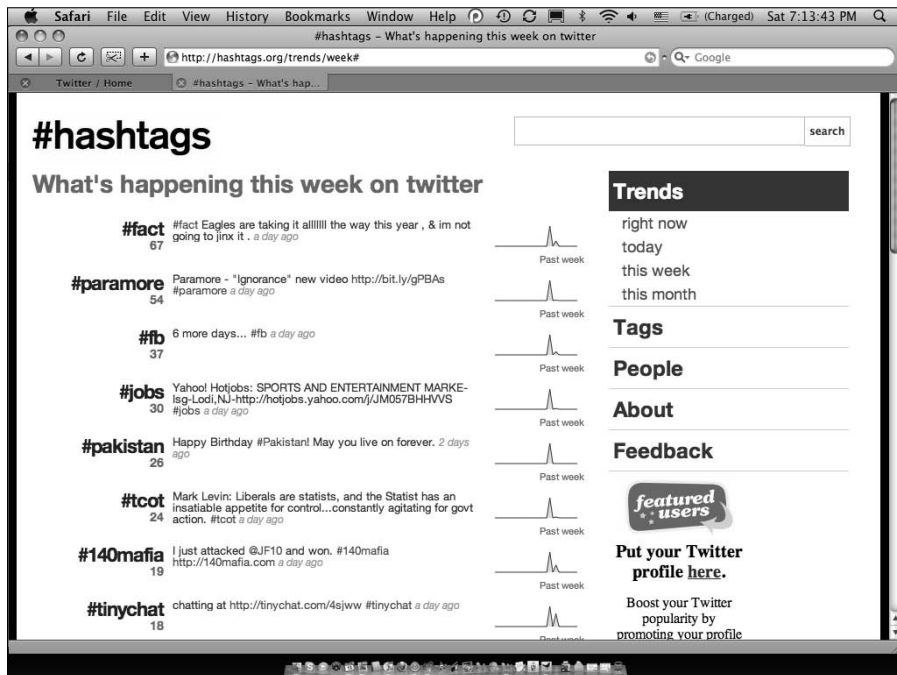 Safari File Edit View History Bookmarks Window Help (Charged) Sat 7:13:43 PM
#hashtags – What's happening this week on twitter
http://hashtags.org/trends/week#
Google
Twitter / Home
#hashtags – What's hap...
#hashtags
search
What's happening this week on twitter
#fact
67
#fact Eagles are taking it allllllll the way this year , & im not
going to jinx it . a day ago
Past week
#paramore
54
Paramore - "Ignorance" new video http://bit.ly/gPBAs
#paramore a day ago
Past week
#fb
37
6 more days... #fb a day ago
Past week
#jobs
30
Yahoo! Hotjobs: SPORTS AND ENTERTAINMENT MARKE-
lsg-Lodi,NJ-http://hotjobs.yahoo.com/j/JM057BHHVVS
#jobs a day ago
Past week
#pakistan
26
Happy Birthday #Pakistan! May you live on forever. 2 days
ago
Past week
#tcot
24
Mark Levin: Liberals are statists, and the Statist has an
insatiable appetite for control...constantly agitating for govt
action. #tcot a day ago
Past week
#140mafia
19
I just attacked @JF10 and won. #140mafia
http://140mafia.com a day ago
Past week
#tinychat
18
chatting at http://tinychat.com/4sjww #tinychat a day ago
Past week
Trends
right now
today
this week
this month
Tags
People
About
Feedback
featured
users
Put your Twitter
profile here.
Boost your Twitter
popularity by
promoting your profile